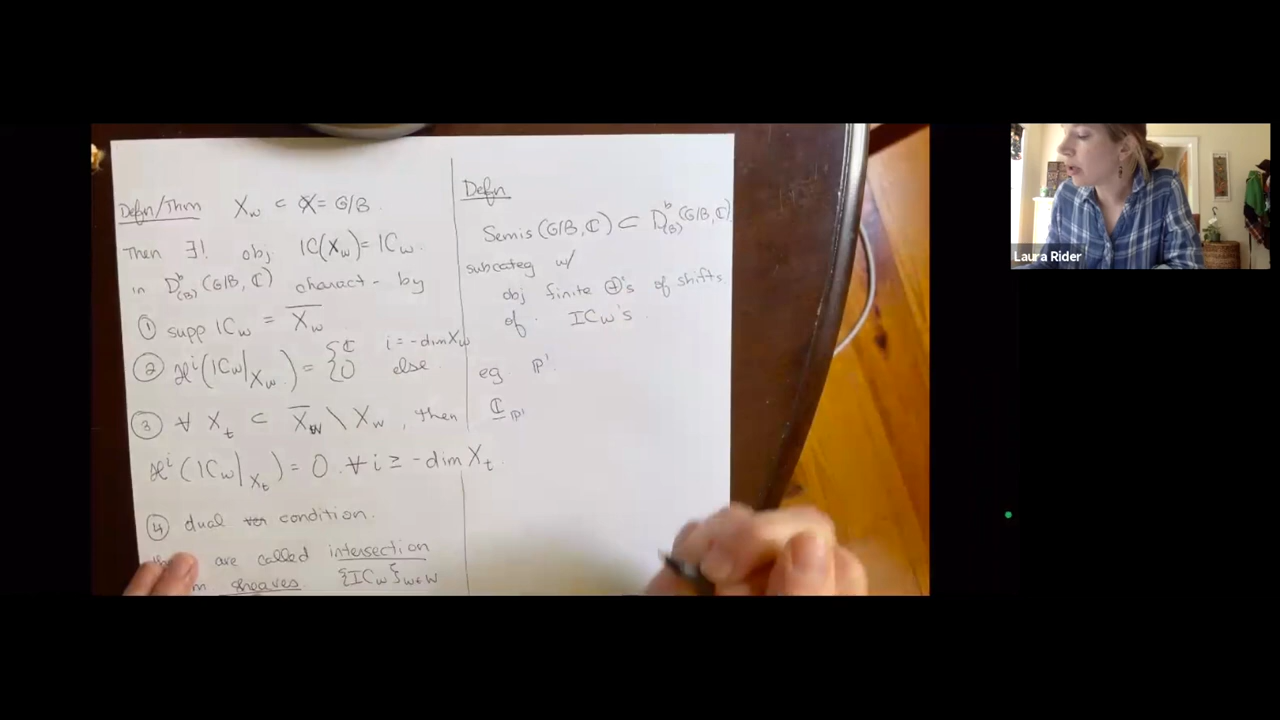 Defn/Thm X_w ⊂ X = G/B.
Then ∃! obj IC(X_w) = IC_w.
in D^b_(B)(G/B, ℂ) charact- by
① supp IC_w = \overline{X_w}
② ℋ^i(IC_w|_{X_w}) = { ℂ i = -dim X_w
0 else
③ ∀ X_t ⊂ \overline{X_w} \ X_w, then
ℋ^i(IC_w|_{X_t}) = 0 ∀ i ≥ -dim X_t
④ dual condition.
are called intersection
sheaves. {IC_w}_{w∈W}
Defn
Semis(G/B, ℂ) ⊂ D^b_(B)(G/B, ℂ)
subcateg w/
obj finite ⊕'s of shifts
of IC_w's
eg ℙ¹.
\underline{ℂ}_{ℙ¹}
Laura Rider